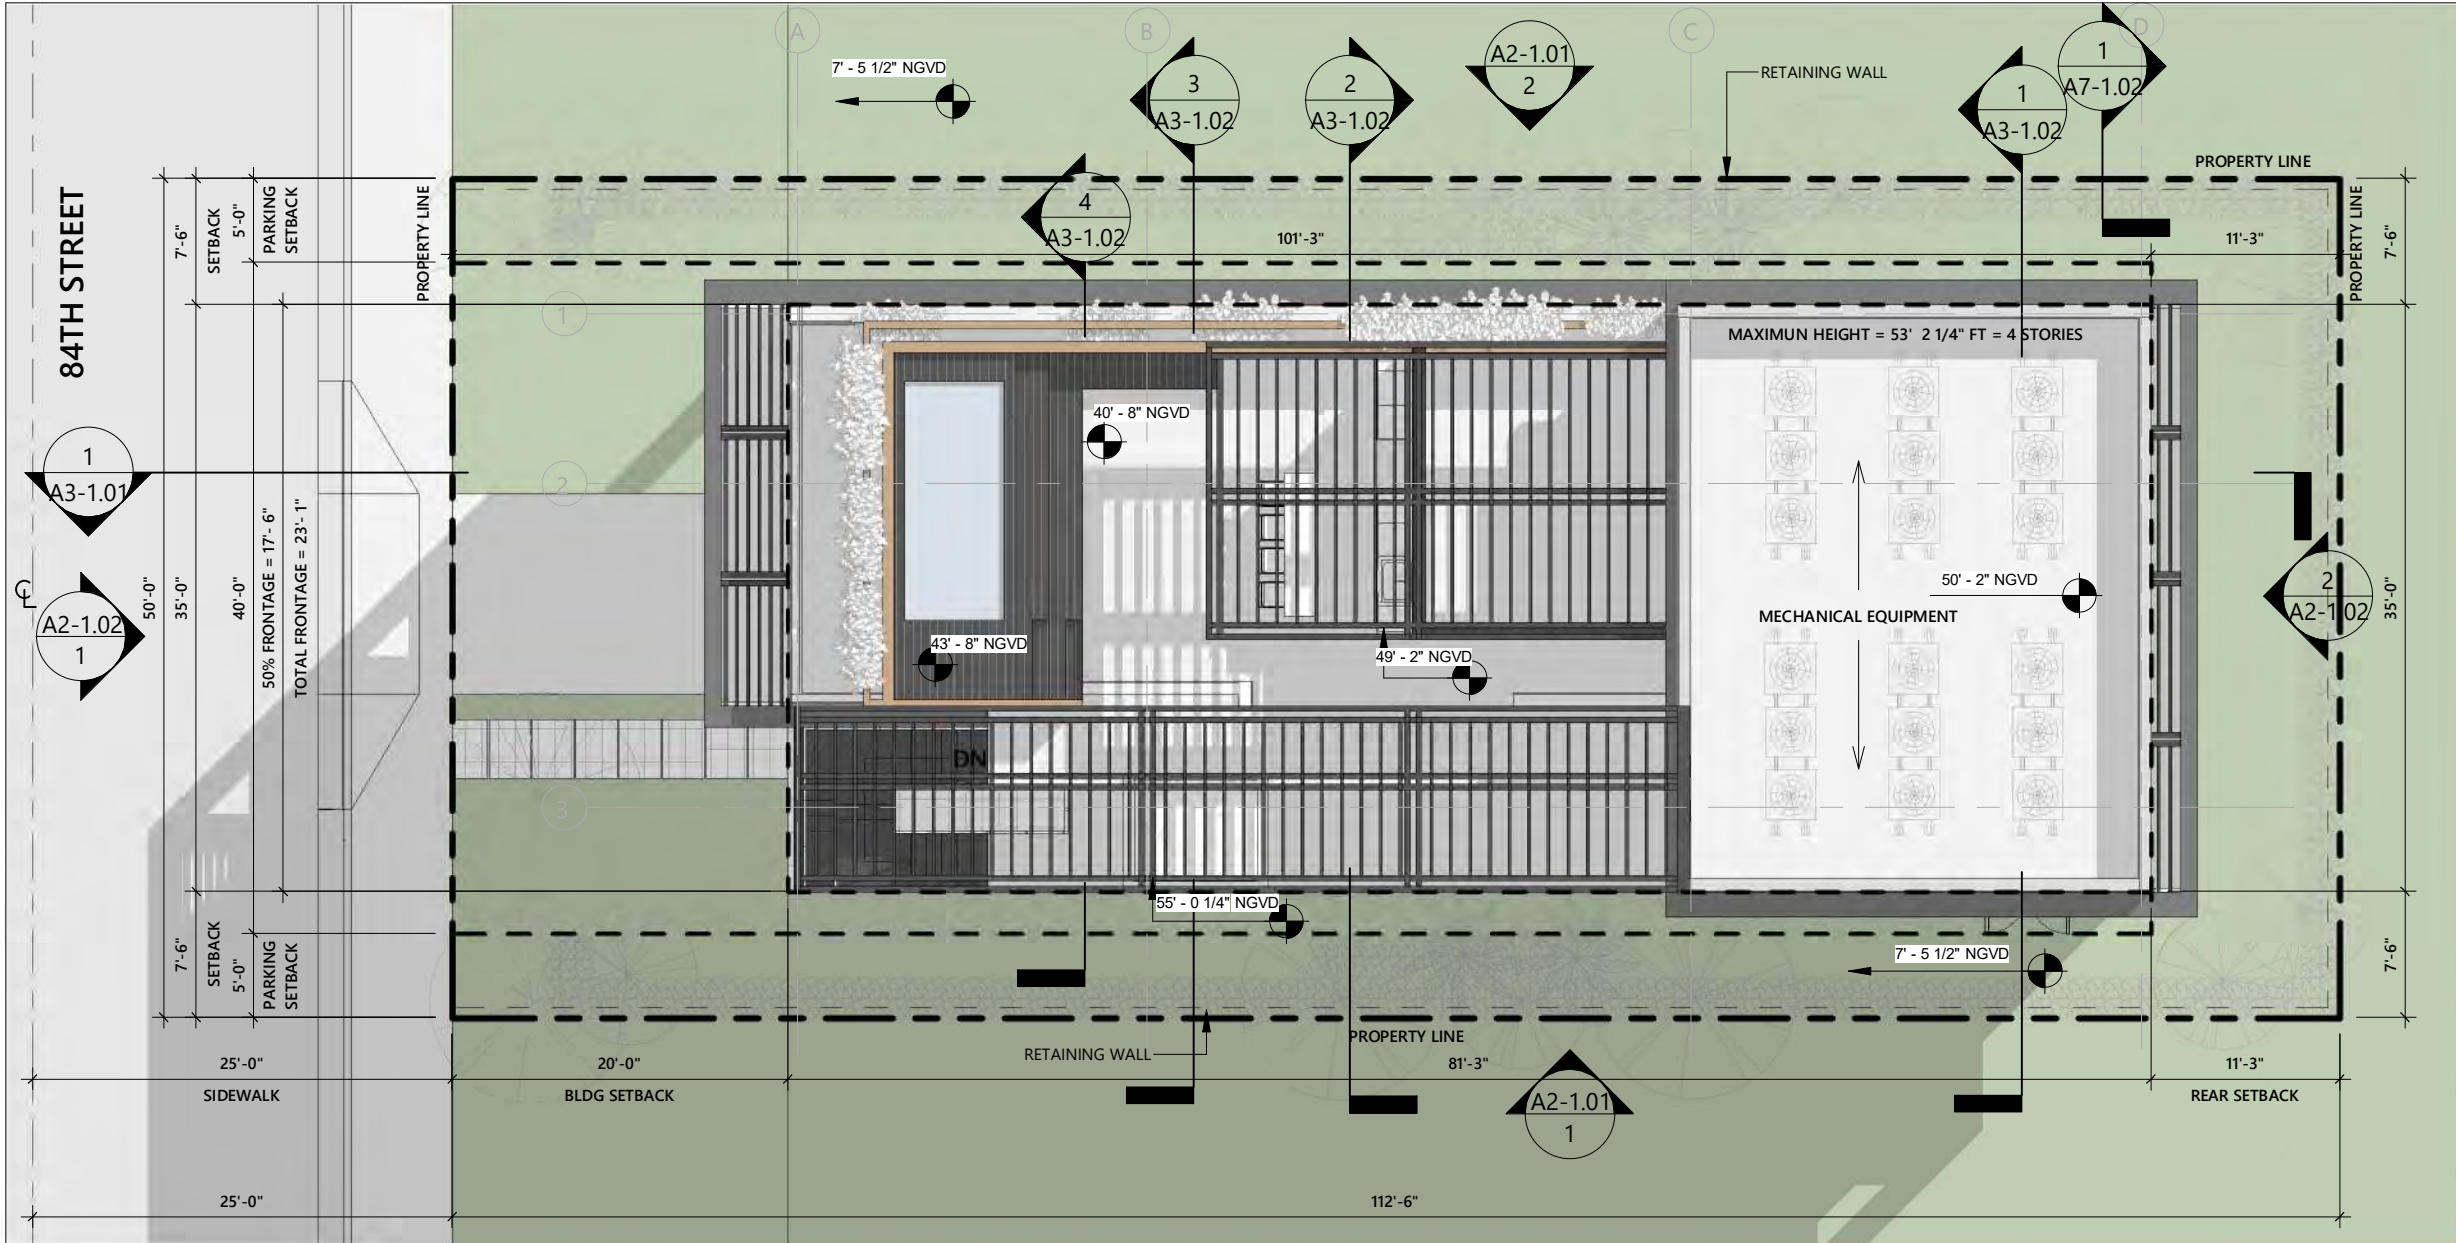 A
B
C
D
7' - 5 1/2" NGVD
3
A3-1.02
2
A3-1.02
A2-1.01
2
RETAINING WALL
1
A3-1.02
1
A7-1.02
PROPERTY LINE
84TH STREET
7'-6"
SETBACK
5'-0"
PARKING
SETBACK
PROPERTY LINE
4
A3-1.02
101'-3"
11'-3"
PROPERTY LINE
7'-6"
1
MAXIMUN HEIGHT = 53' 2 1/4" FT = 4 STORIES
40' - 8" NGVD
1
A3-1.01
2
50'-0"
35'-0"
40'-0"
50% FRONTAGE = 17'- 6"
TOTAL FRONTAGE = 23'- 1"
50' - 2" NGVD
MECHANICAL EQUIPMENT
2
A2-1.02
35'-0"
CL
A2-1.02
1
43' - 8" NGVD
49' - 2" NGVD
DN
3
55' - 0 1/4" NGVD
7'-6"
SETBACK
5'-0"
PARKING
SETBACK
7' - 5 1/2" NGVD
7'-6"
PROPERTY LINE
RETAINING WALL
25'-0"
20'-0"
81'-3"
11'-3"
SIDEWALK
BLDG SETBACK
A2-1.01
1
REAR SETBACK
25'-0"
112'-6"